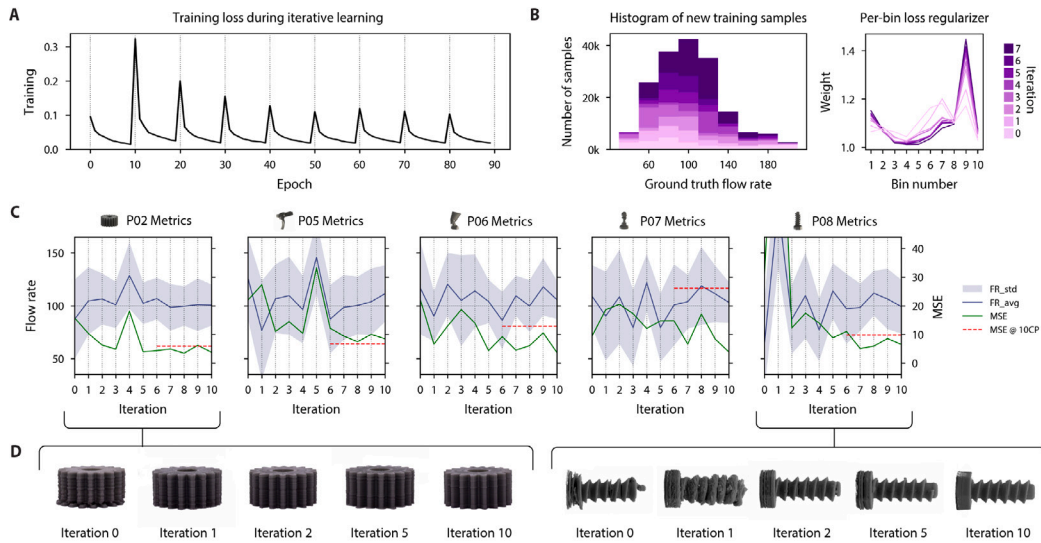 A
Training loss during iterative learning
Training
0.3
0.2
0.1
0.0
0 10 20 30 40 50 60 70 80 90
Epoch
B
Histogram of new training samples
Number of samples
40k
20k
0k
60 100 140 180
Ground truth flow rate
Per-bin loss regularizer
Weight
1.4
1.2
1.0
1 2 3 4 5 6 7 8 9 10
Bin number
7
6
5
4
3
2
1
0
Iteration
C
P02 Metrics
P05 Metrics
P06 Metrics
P07 Metrics
P08 Metrics
Flow rate
150
100
50
0 1 2 3 4 5 6 7 8 9 10
Iteration
0 1 2 3 4 5 6 7 8 9 10
Iteration
0 1 2 3 4 5 6 7 8 9 10
Iteration
0 1 2 3 4 5 6 7 8 9 10
Iteration
0 1 2 3 4 5 6 7 8 9 10
Iteration
40
30
20
10
0
MSE
FR_std
FR_avg
MSE
MSE @ 10CP
D
Iteration 0
Iteration 1
Iteration 2
Iteration 5
Iteration 10
Iteration 0
Iteration 1
Iteration 2
Iteration 5
Iteration 10